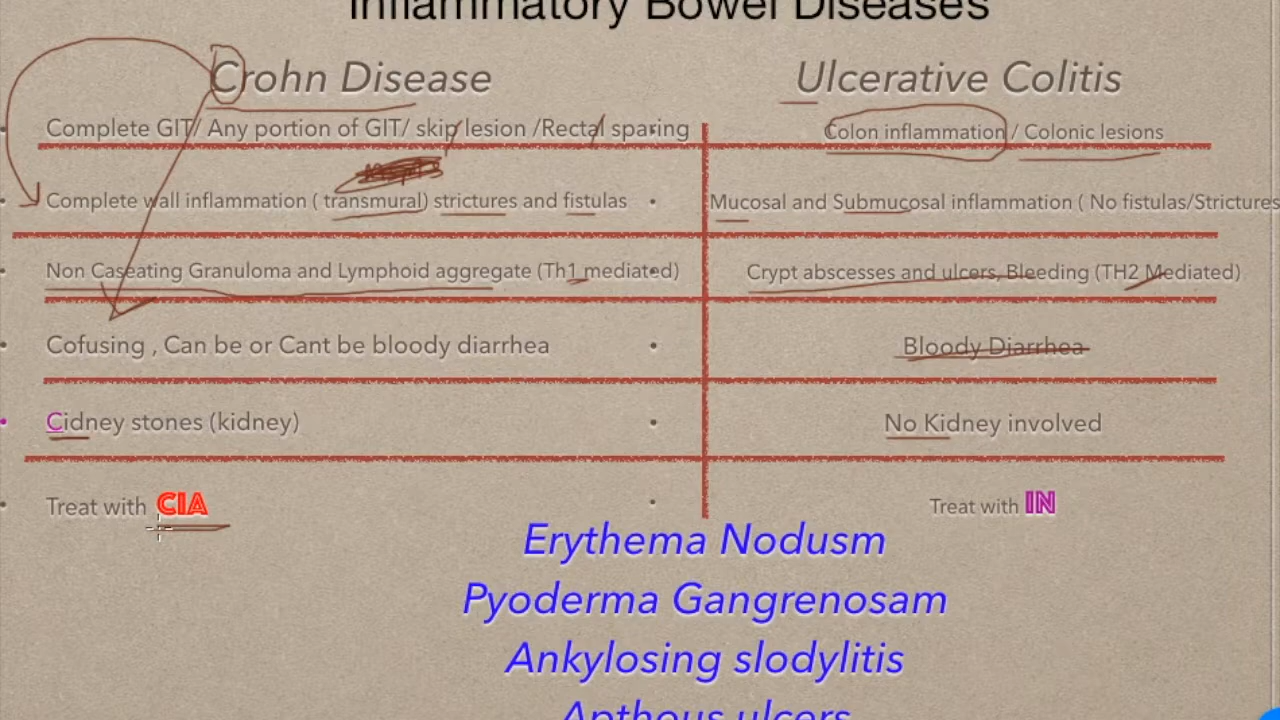 Inflammatory Bowel Diseases
Crohn Disease
Ulcerative Colitis
Complete GIT/ Any portion of GIT/ skip lesion /Rectal sparing
Colon inflammation / Colonic lesions
Complete wall inflammation ( transmural) strictures and fistulas
Mucosal and Submucosal inflammation ( No fistulas/Strictures
Non Caseating Granuloma and Lymphoid aggregate (Th1 mediated)
Crypt abscesses and ulcers, Bleeding (TH2 Mediated)
Cofusing , Can be or Cant be bloody diarrhea
Bloody Diarrhea
Cidney stones (kidney)
No Kidney involved
Treat with CIA
Treat with IN
Erythema Nodusm
Pyoderma Gangrenosam
Ankylosing slodylitis
Apthous ulcers